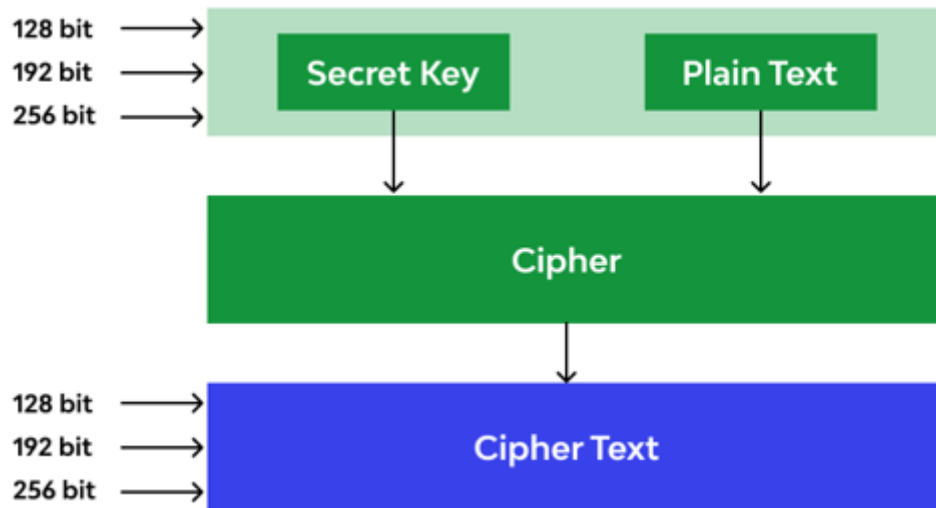 128 bit
192 bit
256 bit
Secret Key
Plain Text
Cipher
128 bit
192 bit
256 bit
Cipher Text